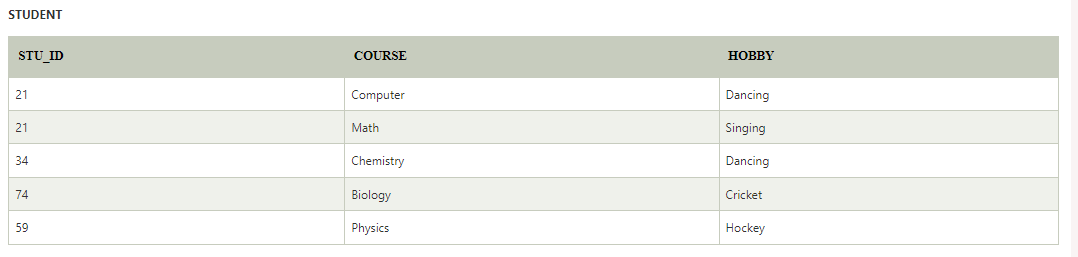 STUDENT
STU_ID COURSE HOBBY
21 Computer Dancing
21 Math Singing
34 Chemistry Dancing
74 Biology Cricket
59 Physics Hockey